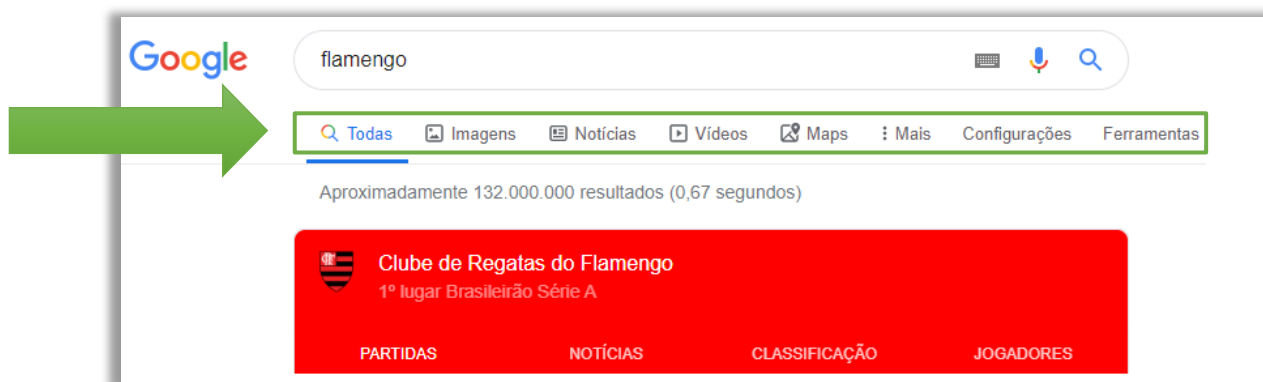 Google
flamengo
Todas Imagens Notícias Vídeos Maps Mais Configurações Ferramentas
Aproximadamente 132.000.000 resultados (0,67 segundos)
Clube de Regatas do Flamengo
1º lugar Brasileirão Série A
PARTIDAS NOTÍCIAS CLASSIFICAÇÃO JOGADORES